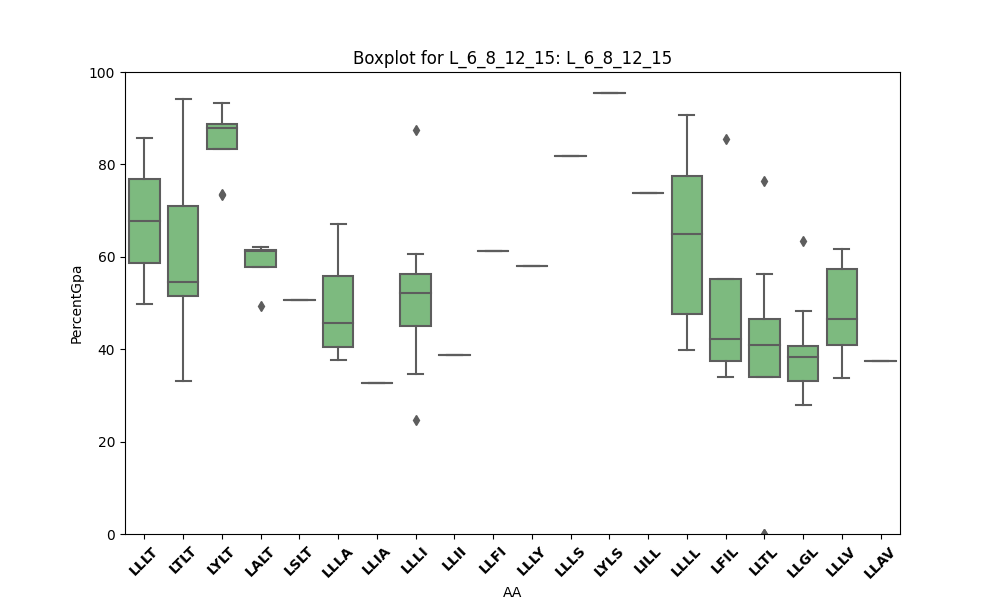 Boxplot for L_6_8_12_15: L_6_8_12_15
100
80
60
40
20
0
PercentGpa
LLLT
LTLT
LYLT
LALT
LSLT
LLLA
LLIA
LLLI
LLII
LLFI
LLLY
LLLS
LYLS
LILL
LLLL
LFIL
LLTL
LLGL
LLLV
LLAV
AA